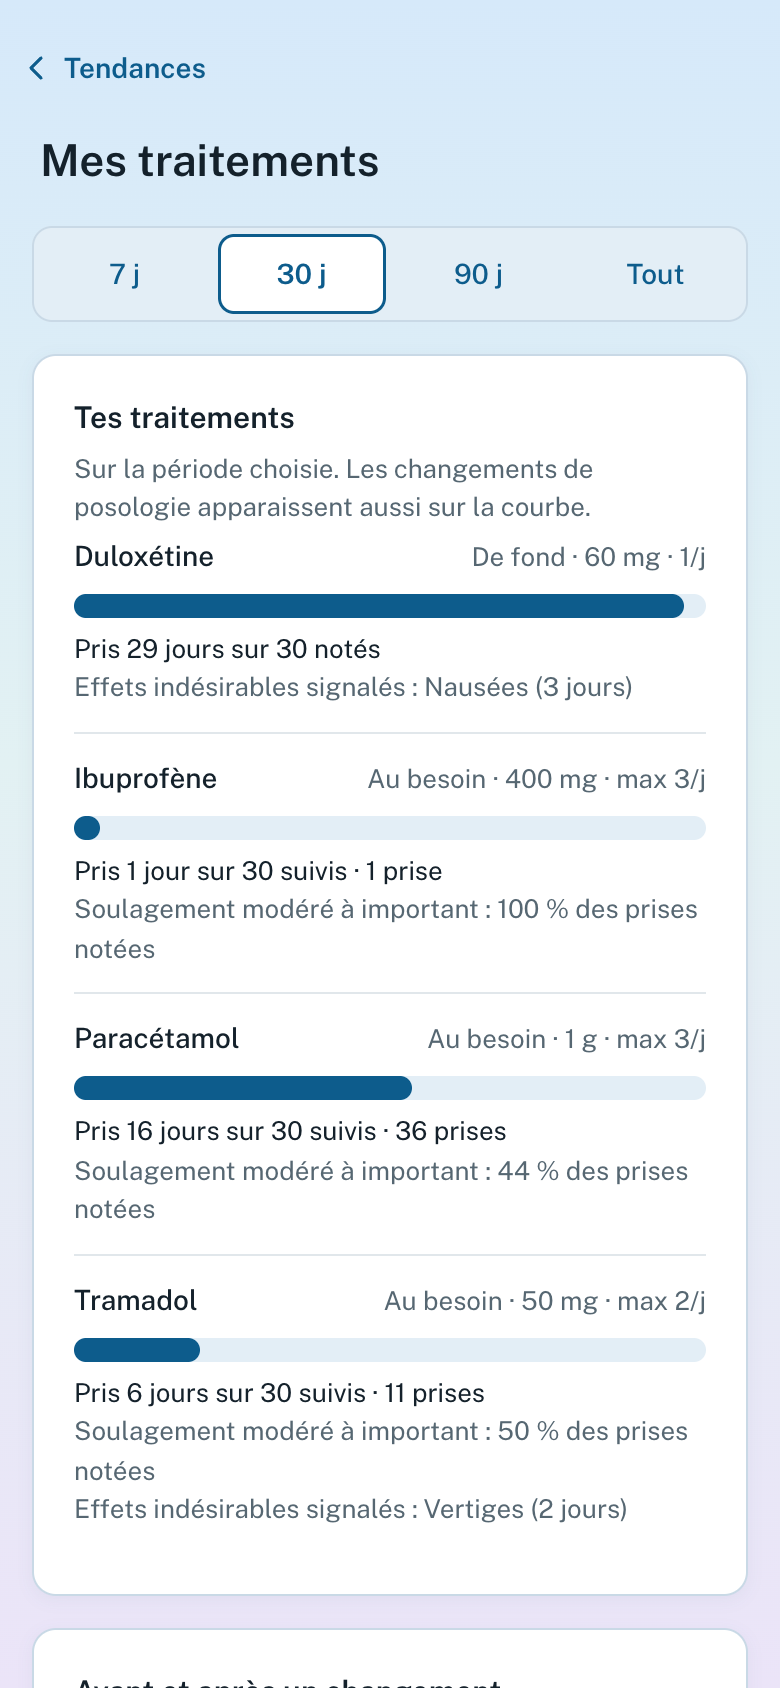 Tendances
Mes traitements
7 j
30 j
90 j
Tout
Tes traitements
Sur la période choisie. Les changements de
posologie apparaissent aussi sur la courbe.
Duloxétine De fond · 60 mg · 1/j
Pris 29 jours sur 30 notés
Effets indésirables signalés : Nausées (3 jours)
Ibuprofène Au besoin · 400 mg · max 3/j
Pris 1 jour sur 30 suivis · 1 prise
Soulagement modéré à important : 100 % des prises
notées
Paracétamol Au besoin · 1 g · max 3/j
Pris 16 jours sur 30 suivis · 36 prises
Soulagement modéré à important : 44 % des prises
notées
Tramadol Au besoin · 50 mg · max 2/j
Pris 6 jours sur 30 suivis · 11 prises
Soulagement modéré à important : 50 % des prises
notées
Effets indésirables signalés : Vertiges (2 jours)
Avant et après un changement